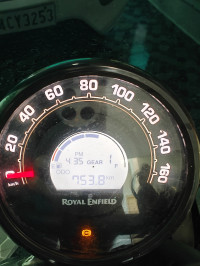 4CY3253
20 40 60 80 100 120 140 160
km/h
PM
4:35 GEAR 1
ODO
753.8
ROYAL ENFIELD